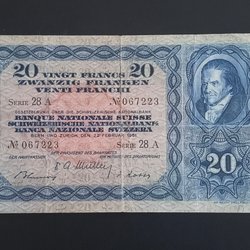 20 VINGT FRANCS 20
ZWANZIG FRANKEN
VENTI FRANCHI
SERIE 28 A № 067223
BANQUE NATIONALE SUISSE
SCHWEIZERISCHE NATIONALBANK
BANCA NAZIONALE SVIZZERA
№ 067223 SERIE 28 A
20